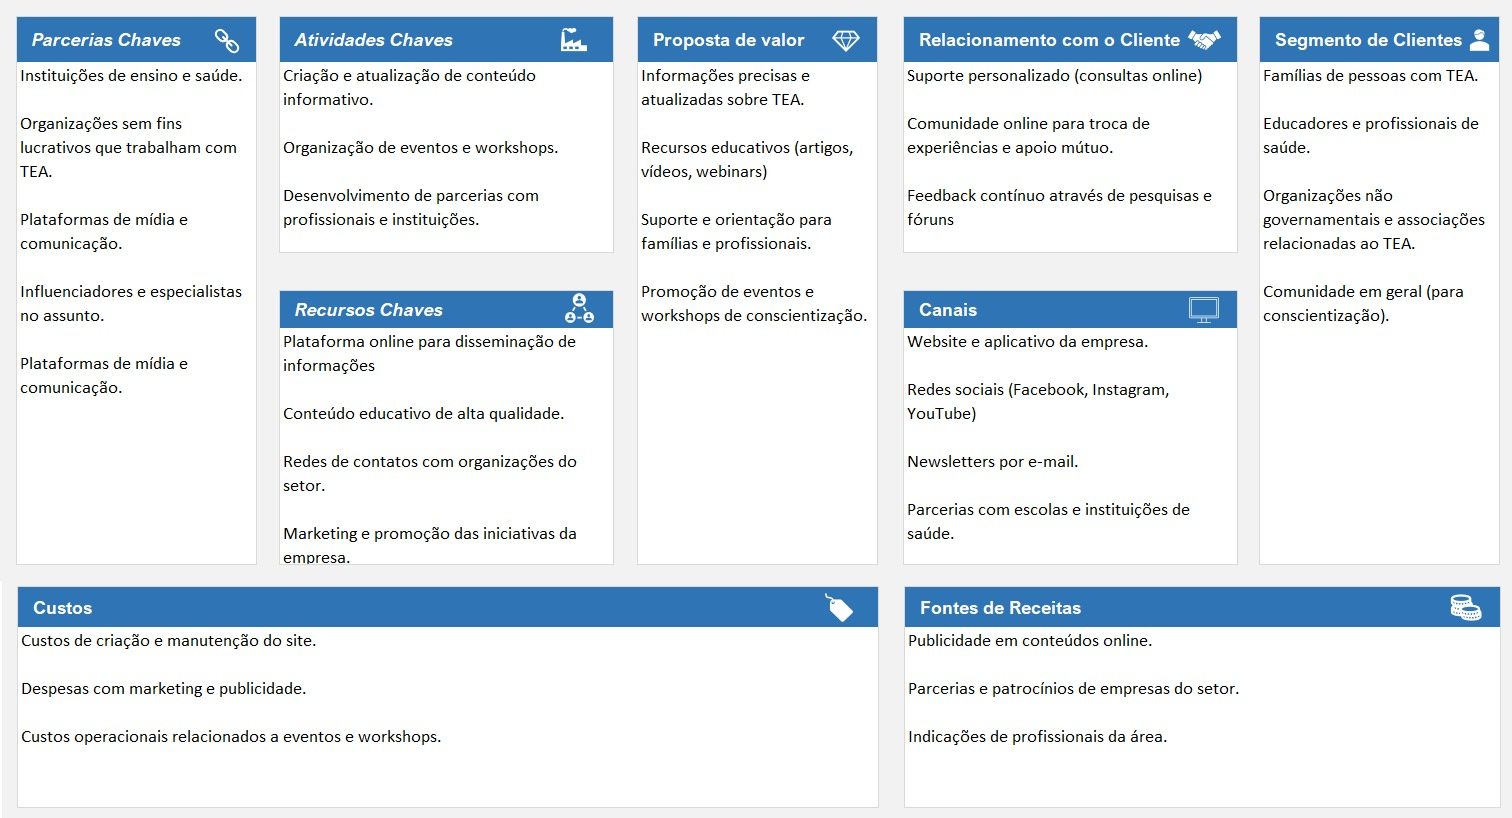 Parcerias Chaves
Instituições de ensino e saúde.
Organizações sem fins
lucrativos que trabalham com
TEA.
Plataformas de mídia e
comunicação.
Influenciadores e especialistas
no assunto.
Plataformas de mídia e
comunicação.
Atividades Chaves
Criação e atualização de conteúdo
informativo.
Organização de eventos e workshops.
Desenvolvimento de parcerias com
profissionais e instituições.
Recursos Chaves
Plataforma online para disseminação de
informações
Conteúdo educativo de alta qualidade.
Redes de contatos com organizações do
setor.
Marketing e promoção das iniciativas da
empresa.
Proposta de valor
Informações precisas e
atualizadas sobre TEA.
Recursos educativos (artigos,
vídeos, webinars)
Suporte e orientação para
famílias e profissionais.
Promoção de eventos e
workshops de conscientização.
Relacionamento com o Cliente
Suporte personalizado (consultas online)
Comunidade online para troca de
experiências e apoio mútuo.
Feedback contínuo através de pesquisas e
fóruns
Canais
Website e aplicativo da empresa.
Redes sociais (Facebook, Instagram,
YouTube)
Newsletters por e-mail.
Parcerias com escolas e instituições de
saúde.
Segmento de Clientes
Famílias de pessoas com TEA.
Educadores e profissionais de
saúde.
Organizações não
governamentais e associações
relacionadas ao TEA.
Comunidade em geral (para
conscientização).
Custos
Custos de criação e manutenção do site.
Despesas com marketing e publicidade.
Custos operacionais relacionados a eventos e workshops.
Fontes de Receitas
Publicidade em conteúdos online.
Parcerias e patrocínios de empresas do setor.
Indicações de profissionais da área.